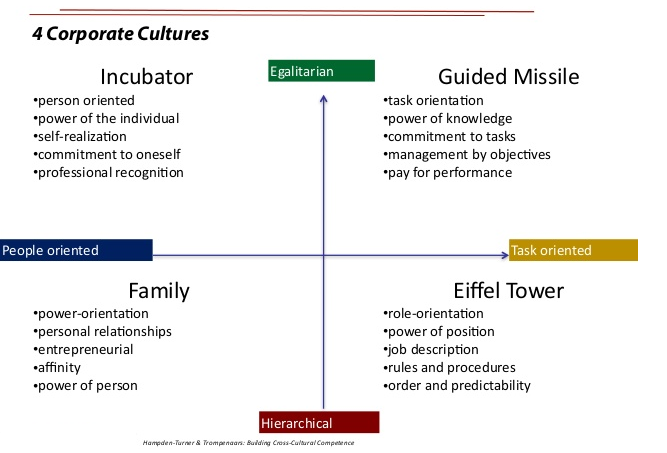 4 Corporate Cultures
Egalitarian
Incubator
•person oriented
•power of the individual
•self-realization
•commitment to oneself
•professional recognition
Guided Missile
•task orientation
•power of knowledge
•commitment to tasks
•management by objectives
•pay for performance
People oriented
Task oriented
Family
•power-orientation
•personal relationships
•entrepreneurial
•affinity
•power of person
Eiffel Tower
•role-orientation
•power of position
•job description
•rules and procedures
•order and predictability
Hierarchical
Hampden-Turner & Trompenaars: Building Cross-Cultural Competence